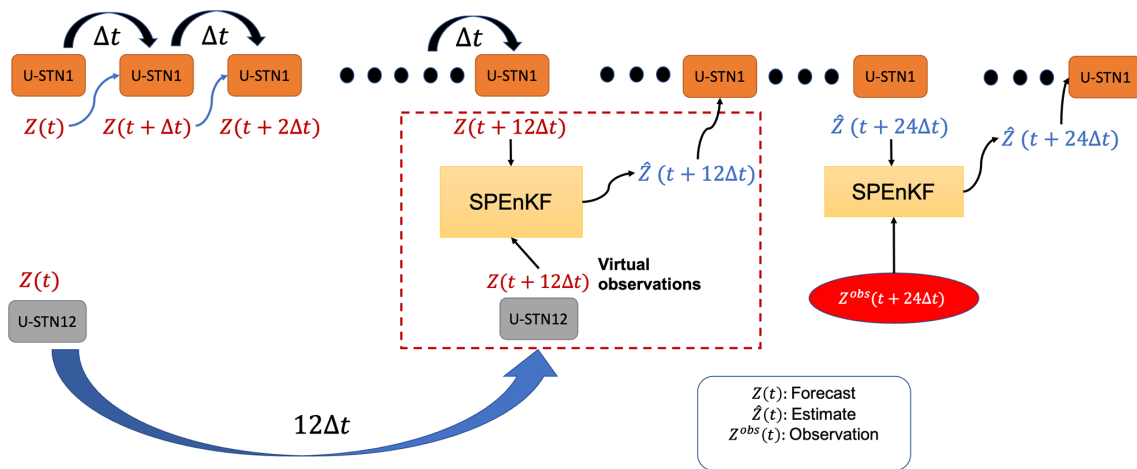 Δt Δt Δt
U-STN1 U-STN1 U-STN1 U-STN1 U-STN1 U-STN1 U-STN1
Z(t) Z(t + Δt) Z(t + 2Δt) Z(t + 12Δt) Ẑ (t + 24Δt) Ẑ (t + 24Δt)
Ẑ (t + 12Δt)
SPEnKF SPEnKF
Z(t) Z(t + 12Δt) Virtual
observations
Z^obs(t + 24Δt)
U-STN12 U-STN12
12Δt
Z(t): Forecast
Ẑ(t): Estimate
Z^obs(t): Observation